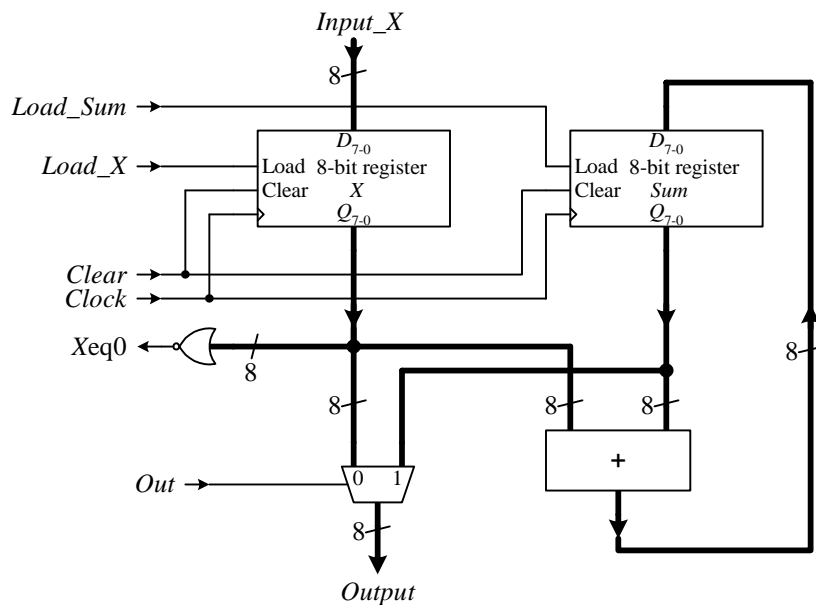 Input_X
8
Load_Sum
Load_X
Load
Clear
D7-0
8-bit register
X
Q7-0
Load
Clear
D7-0
8-bit register
Sum
Q7-0
Clear
Clock
Xeq0
8
8
8
8
8
+
Out
0
1
8
Output